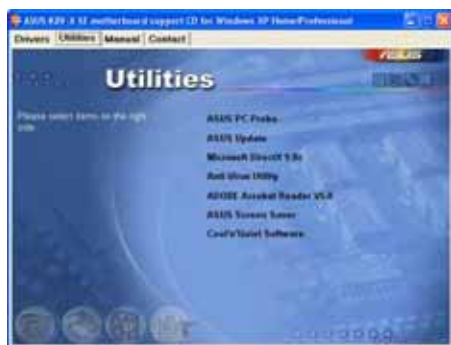 ASUS K8V-X SE motherboard support CD for Windows XP Home/Professional
Drivers Utilities Manual Contact
ASUS
Utilities
Please select items on the right side.
ASUS PC Probe
ASUS Update
Microsoft DirectX 9.0c
Anti-Virus Utility
ADOBE Acrobat Reader V5.0
ASUS Screen Saver
Cool'n'Quiet Software